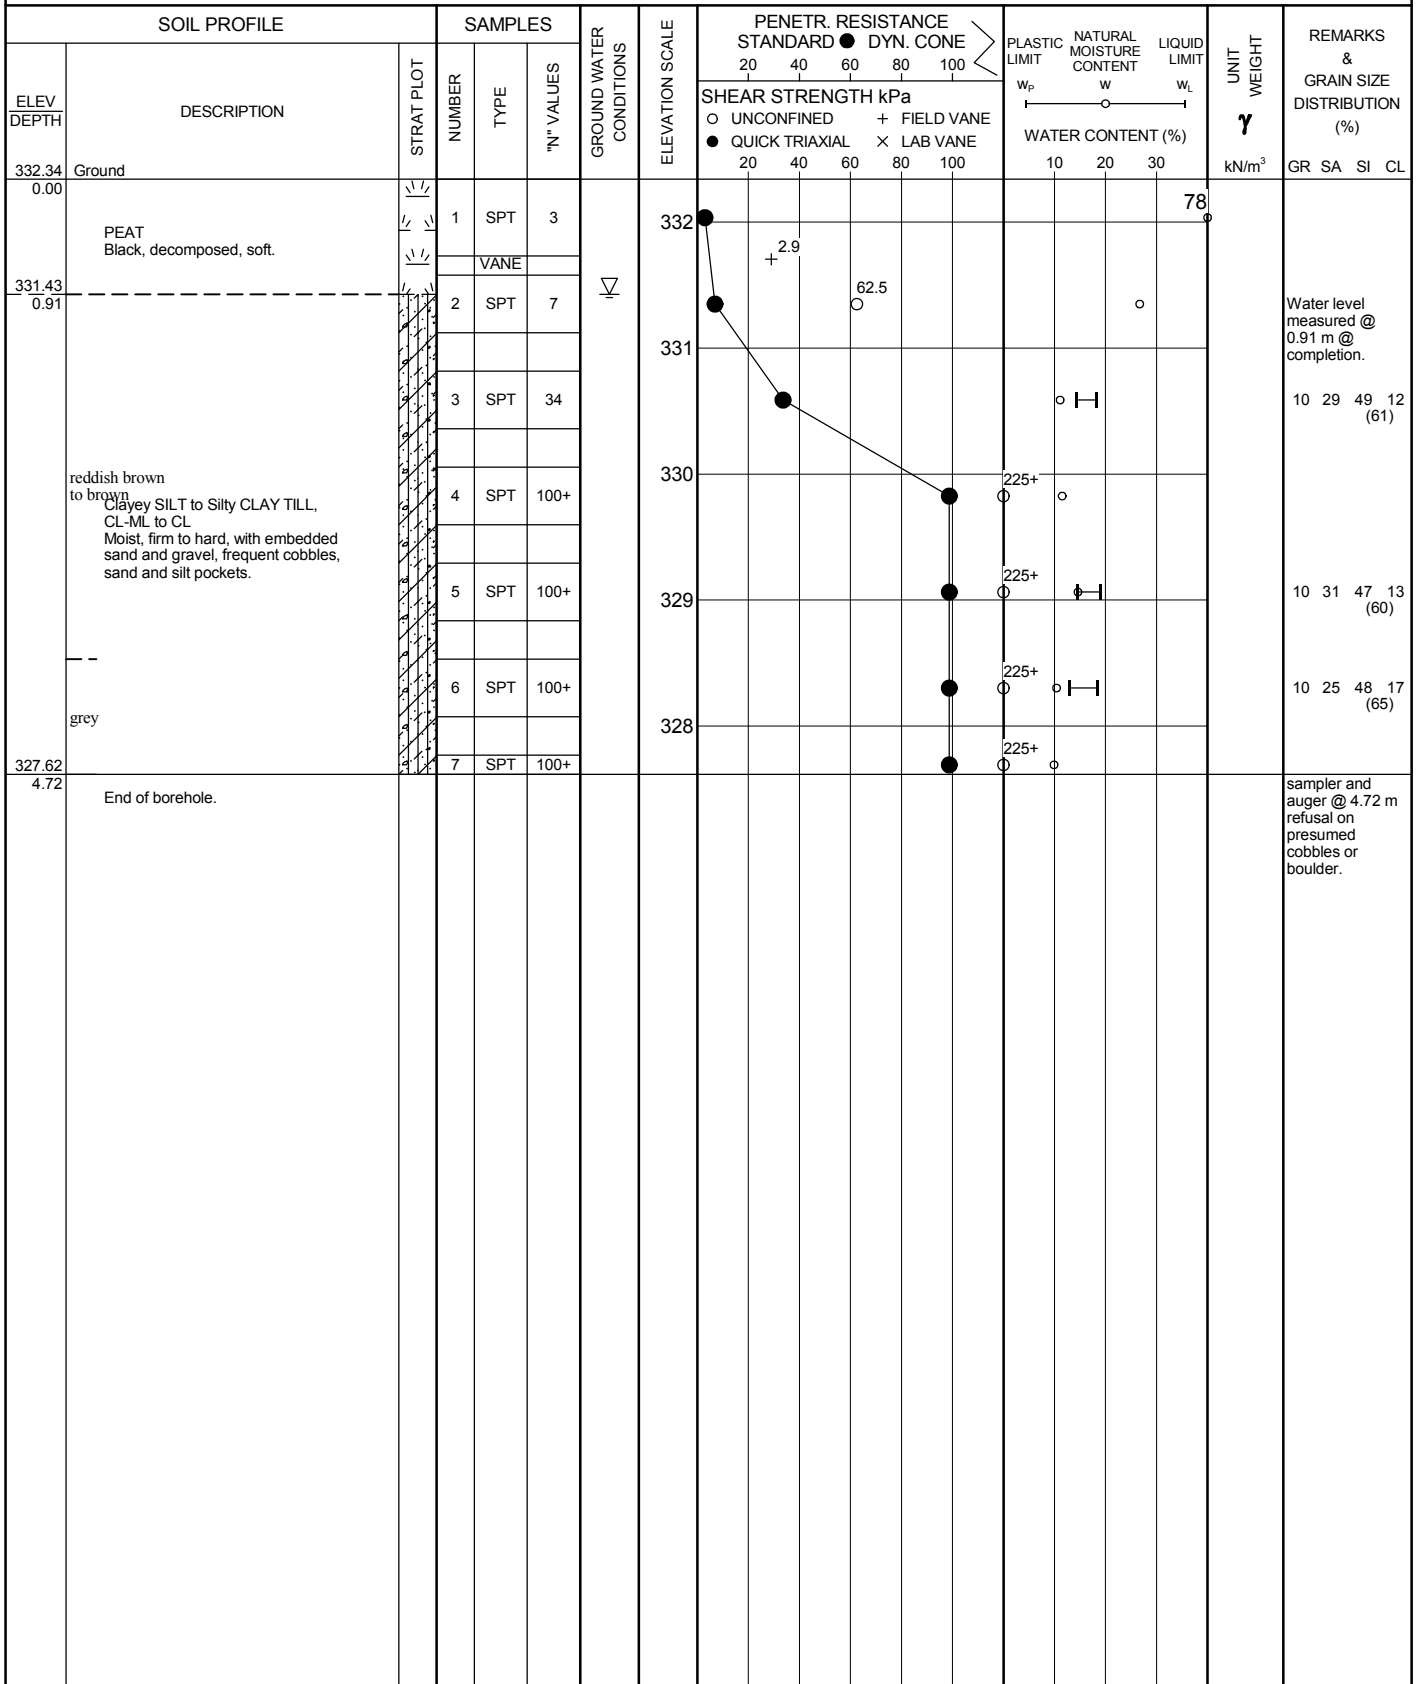 SOIL PROFILE
SAMPLES
GROUND WATER
CONDITIONS
ELEVATION SCALE
PENETR. RESISTANCE
STANDARD ● DYN. CONE
20 40 60 80 100
SHEAR STRENGTH kPa
○ UNCONFINED + FIELD VANE
● QUICK TRIAXIAL × LAB VANE
20 40 60 80 100
PLASTIC LIMIT
NATURAL MOISTURE CONTENT
LIQUID LIMIT
WP W WL
WATER CONTENT (%)
10 20 30
UNIT WEIGHT
γ
kN/m³
REMARKS
&
GRAIN SIZE
DISTRIBUTION
(%)
GR SA SI CL
ELEV
DEPTH
DESCRIPTION
STRAT PLOT
NUMBER
TYPE
"N" VALUES
332.34 Ground
0.00
PEAT
Black, decomposed, soft.
1 SPT 3
332
78
VANE
2.9
331.43
0.91
2 SPT 7
62.5
Water level
measured @
0.91 m @
completion.
331
3 SPT 34
10 29 49 12
(61)
330
reddish brown
to brown
Clayey SILT to Silty CLAY TILL,
CL-ML to CL
Moist, firm to hard, with embedded
sand and gravel, frequent cobbles,
sand and silt pockets.
4 SPT 100+
225+
5 SPT 100+
225+
329
10 31 47 13
(60)
6 SPT 100+
225+
10 25 48 17
(65)
grey
328
7 SPT 100+
225+
327.62
4.72
End of borehole.
sampler and
auger @ 4.72 m
refusal on
presumed
cobbles or
boulder.